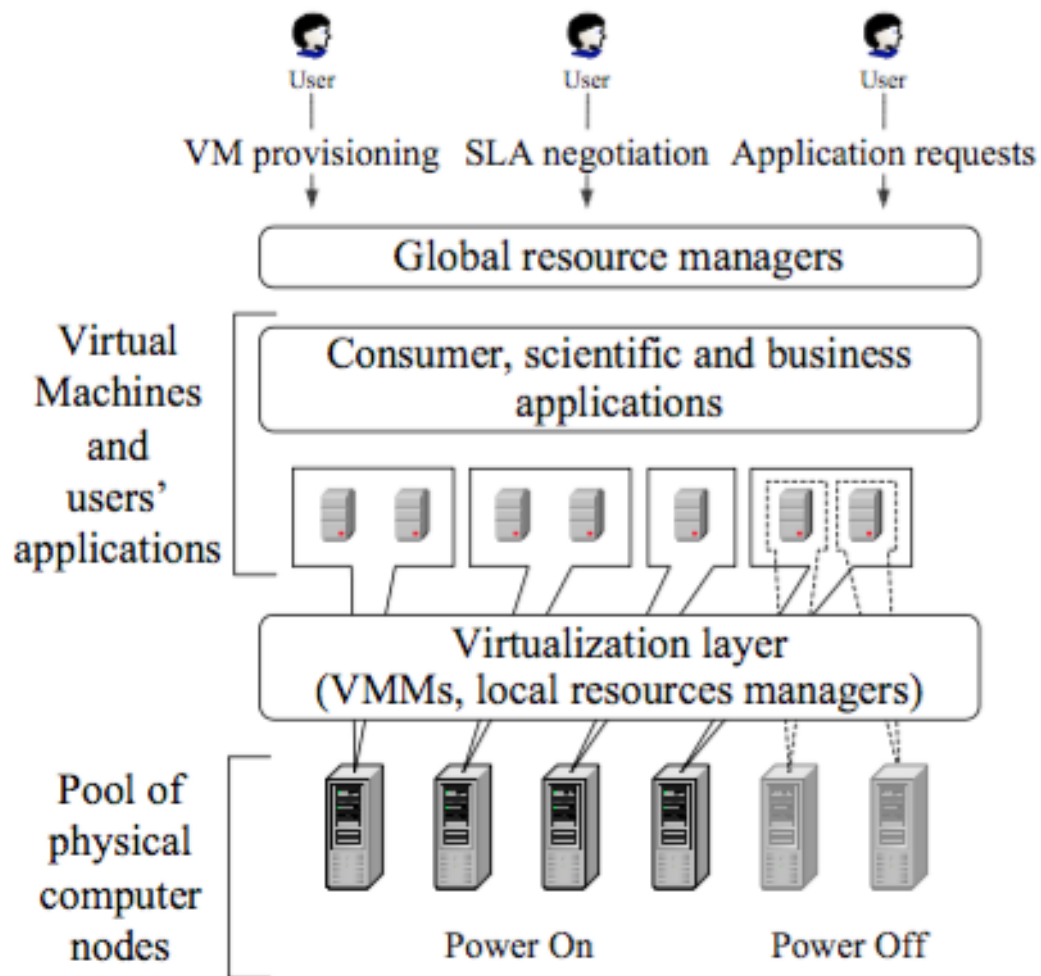 User
User
User
VM provisioning
SLA negotiation
Application requests
Global resource managers
Virtual
Machines
and
users’
applications
Consumer, scientific and business
applications
Virtualization layer
(VMMs, local resources managers)
Pool of
physical
computer
nodes
Power On
Power Off